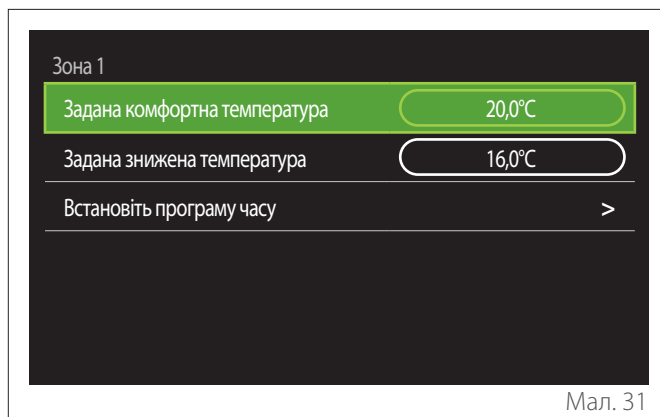 Зона 1
Задана комфортна температура 20,0°C
Задана знижена температура 16,0°C
Встановіть програму часу >
Мал. 31